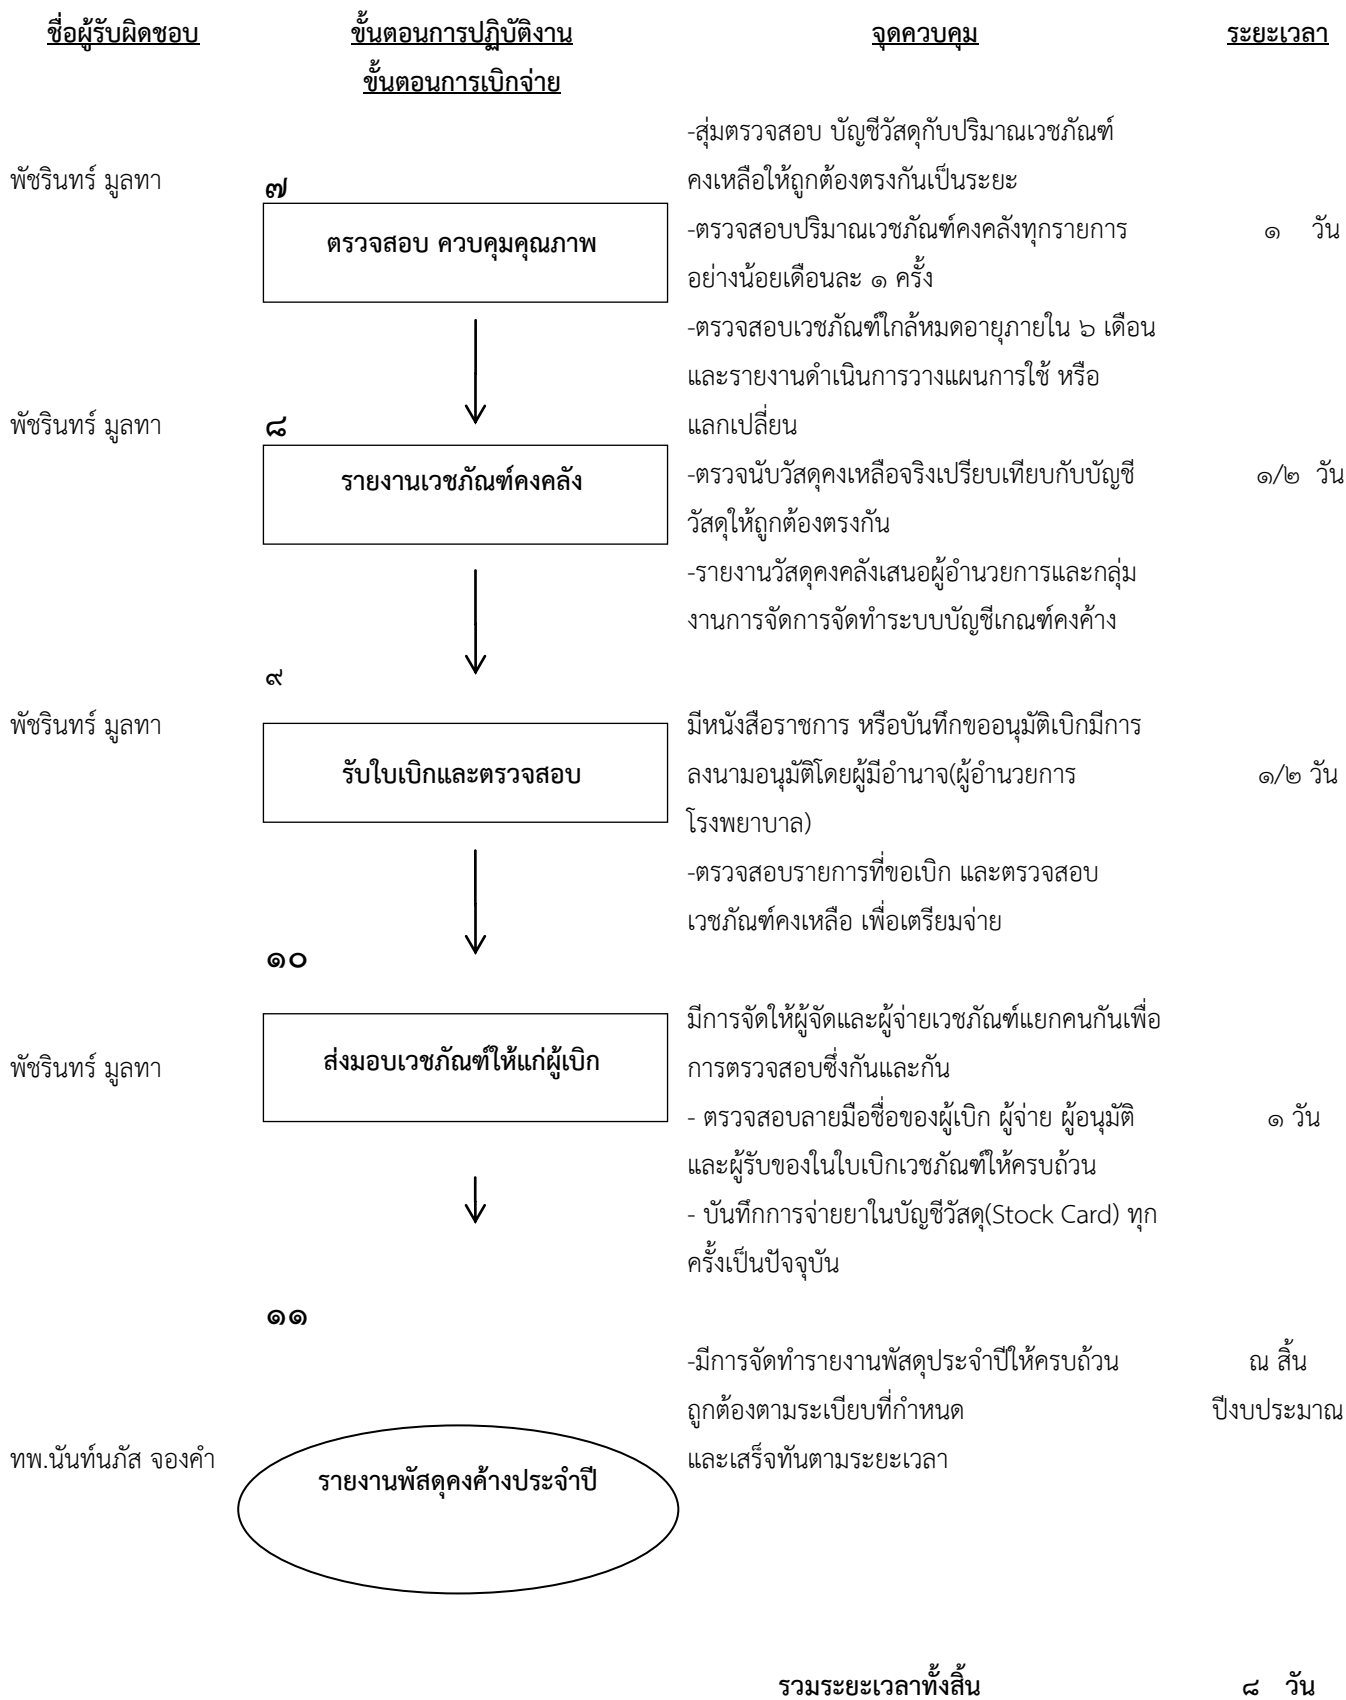 ชื่อผู้รับผิดชอบ ขั้นตอนการปฏิบัติงาน จุดควบคุม ระยะเวลา
ขั้นตอนการเบิกจ่าย
-สุ่มตรวจสอบ บัญชีวัสดุกับปริมาณเวชภัณฑ์
พัชรินทร์ มูลทา ๗ คงเหลือให้ถูกต้องตรงกันเป็นระยะ
ตรวจสอบ ควบคุมคุณภาพ -ตรวจสอบปริมาณเวชภัณฑ์คงคลังทุกรายการ ๑ วัน
อย่างน้อยเดือนละ ๑ ครั้ง
-ตรวจสอบเวชภัณฑ์ใกล้หมดอายุภายใน ๖ เดือน
และรายงานดำเนินการวางแผนการใช้ หรือ
พัชรินทร์ มูลทา ๘ แลกเปลี่ยน
รายงานเวชภัณฑ์คงคลัง -ตรวจนับวัสดุคงเหลือจริงเปรียบเทียบกับบัญชี ๑/๒ วัน
วัสดุให้ถูกต้องตรงกัน
-รายงานวัสดุคงคลังเสนอผู้อำนวยการและกลุ่ม
งานการจัดการจัดทำระบบบัญชีเกณฑ์คงค้าง
๙
พัชรินทร์ มูลทา มีหนังสือราชการ หรือบันทึกขออนุมัติเบิกมีการ
รับใบเบิกและตรวจสอบ ลงนามอนุมัติโดยผู้มีอำนาจ(ผู้อำนวยการ ๑/๒ วัน
โรงพยาบาล)
-ตรวจสอบรายการที่ขอเบิก และตรวจสอบ
เวชภัณฑ์คงเหลือ เพื่อเตรียมจ่าย
๑๐
มีการจัดให้ผู้จัดและผู้จ่ายเวชภัณฑ์แยกคนกันเพื่อ
พัชรินทร์ มูลทา ส่งมอบเวชภัณฑ์ให้แก่ผู้เบิก การตรวจสอบซึ่งกันและกัน
- ตรวจสอบลายมือชื่อของผู้เบิก ผู้จ่าย ผู้อนุมัติ ๑ วัน
และผู้รับของในใบเบิกเวชภัณฑ์ให้ครบถ้วน
- บันทึกการจ่ายยาในบัญชีวัสดุ(Stock Card) ทุก
ครั้งเป็นปัจจุบัน
๑๑
-มีการจัดทำรายงานพัสดุประจำปีให้ครบถ้วน ณ สิ้น
ถูกต้องตามระเบียบที่กำหนด ปีงบประมาณ
ทพ.นันท์นภัส จองคำ รายงานพัสดุคงค้างประจำปี และเสร็จทันตามระยะเวลา
รวมระยะเวลาทั้งสิ้น ๘ วัน